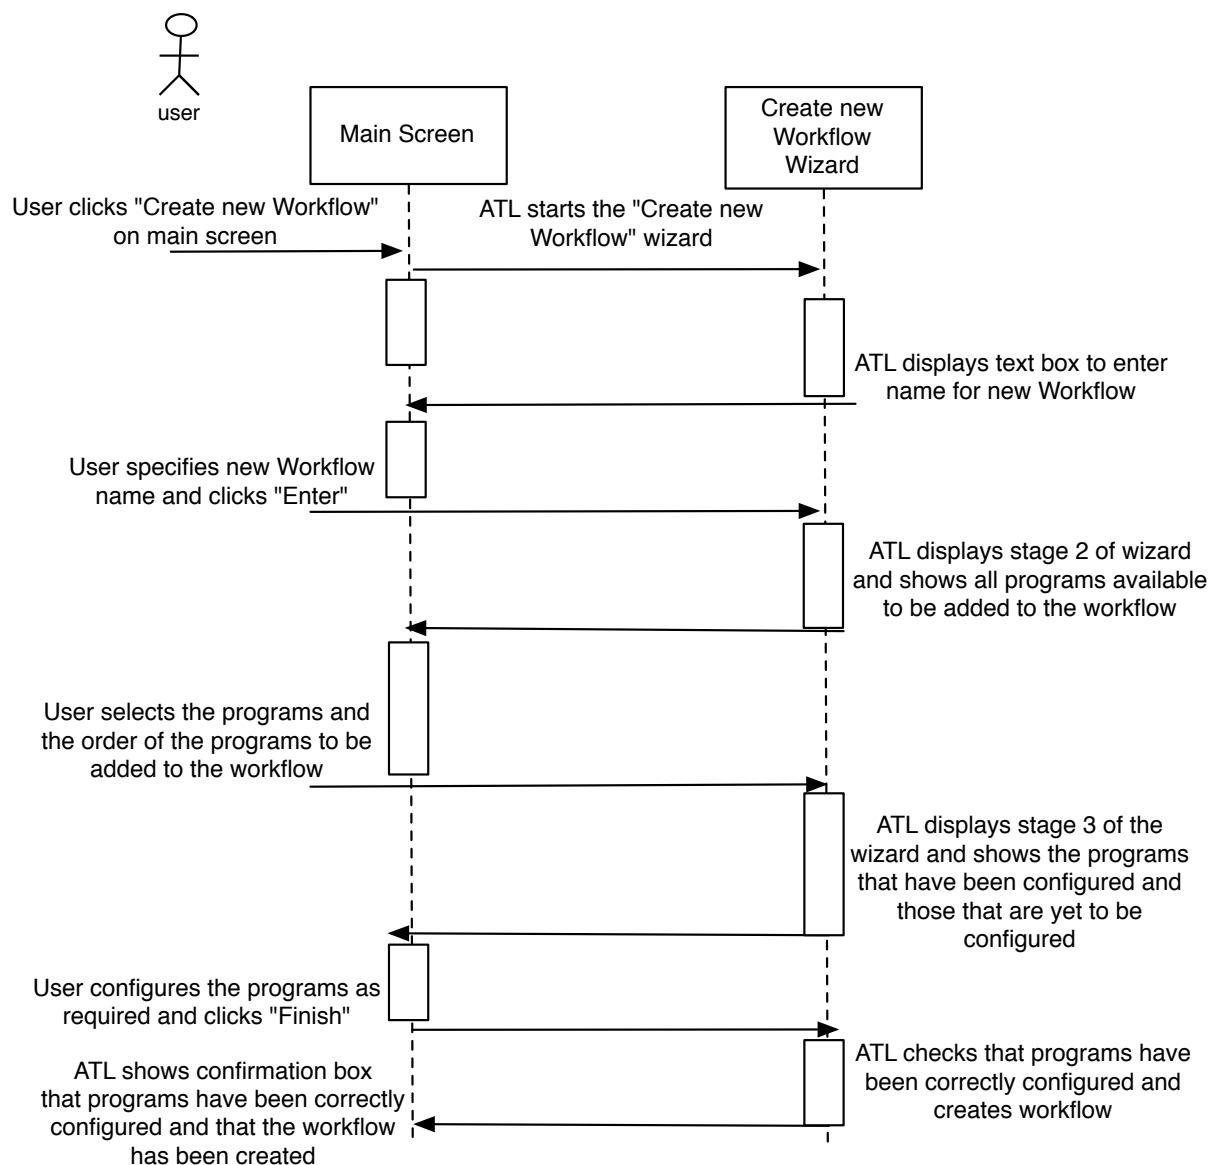 user
Main Screen
Create new
Workflow
Wizard
User clicks "Create new Workflow"
on main screen
ATL starts the "Create new
Workflow" wizard
ATL displays text box to enter
name for new Workflow
User specifies new Workflow
name and clicks "Enter"
ATL displays stage 2 of wizard
and shows all programs available
to be added to the workflow
User selects the programs and
the order of the programs to be
added to the workflow
ATL displays stage 3 of the
wizard and shows the programs
that have been configured and
those that are yet to be
configured
User configures the programs as
required and clicks "Finish"
ATL checks that programs have
been correctly configured and
creates workflow
ATL shows confirmation box
that programs have been correctly
configured and that the workflow
has been created